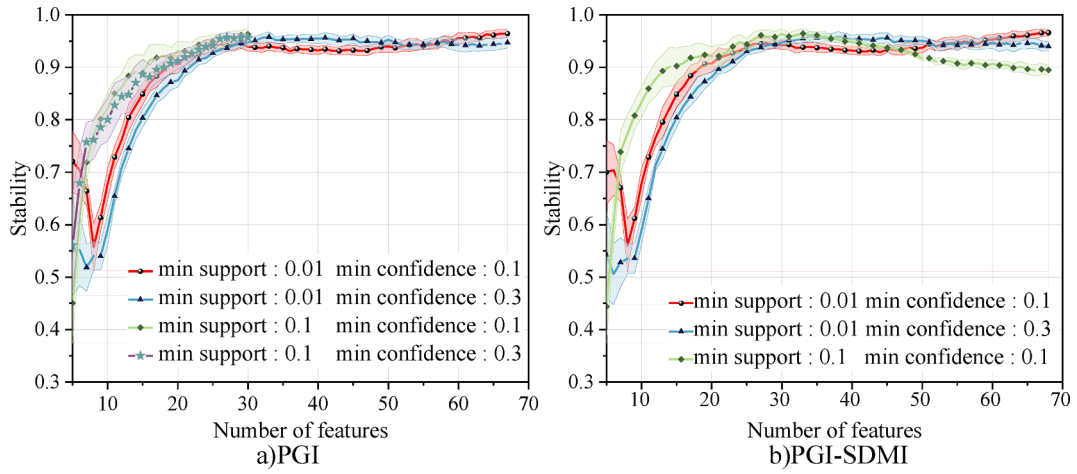 1.0
0.9
0.8
0.7
0.6
0.5
0.4
0.3
Stability
min support : 0.01 min confidence : 0.1
min support : 0.01 min confidence : 0.3
min support : 0.1 min confidence : 0.1
min support : 0.1 min confidence : 0.3
10 20 30 40 50 60 70
Number of features
a)PGI
1.0
0.9
0.8
0.7
0.6
0.5
0.4
0.3
Stability
min support : 0.01 min confidence : 0.1
min support : 0.01 min confidence : 0.3
min support : 0.1 min confidence : 0.1
10 20 30 40 50 60 70
Number of features
b)PGI-SDMI